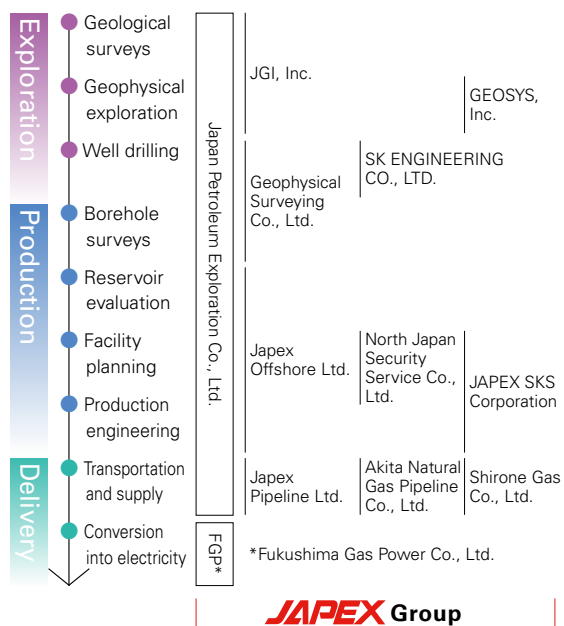 Exploration
Geological
surveys
Geophysical
exploration
Well drilling
Production
Borehole
surveys
Reservoir
evaluation
Facility
planning
Production
engineering
Delivery
Transportation
and supply
Conversion
into electricity
Japan Petroleum Exploration Co., Ltd.
FGP*
JGI, Inc.
GEOSYS,
Inc.
SK ENGINEERING
CO., LTD.
Geophysical
Surveying
Co., Ltd.
Japex
Offshore Ltd.
North Japan
Security
Service Co.,
Ltd.
JAPEX SKS
Corporation
Japex
Pipeline Ltd.
Akita Natural
Gas Pipeline
Co., Ltd.
Shirone Gas
Co., Ltd.
*Fukushima Gas Power Co., Ltd.
JAPEX Group